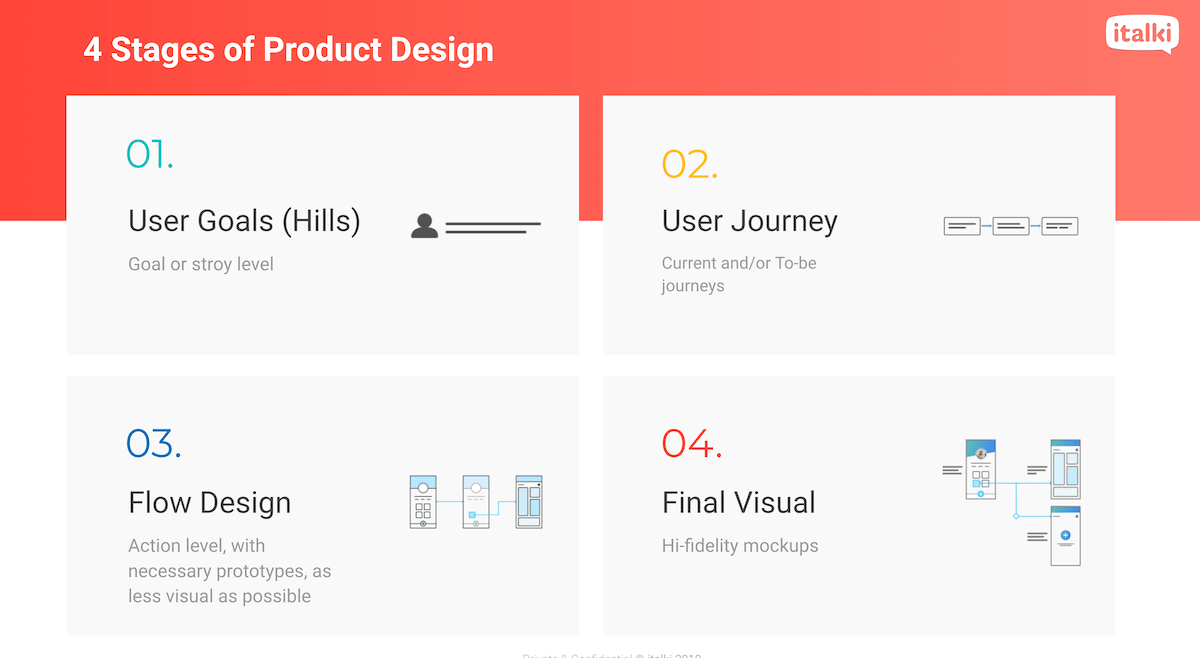 4 Stages of Product Design
italki
01.
User Goals (Hills)
Goal or stroy level
02.
User Journey
Current and/or To-be
journeys
03.
Flow Design
Action level, with
necessary prototypes, as
less visual as possible
04.
Final Visual
Hi-fidelity mockups
Private & Confidential © italki 2019